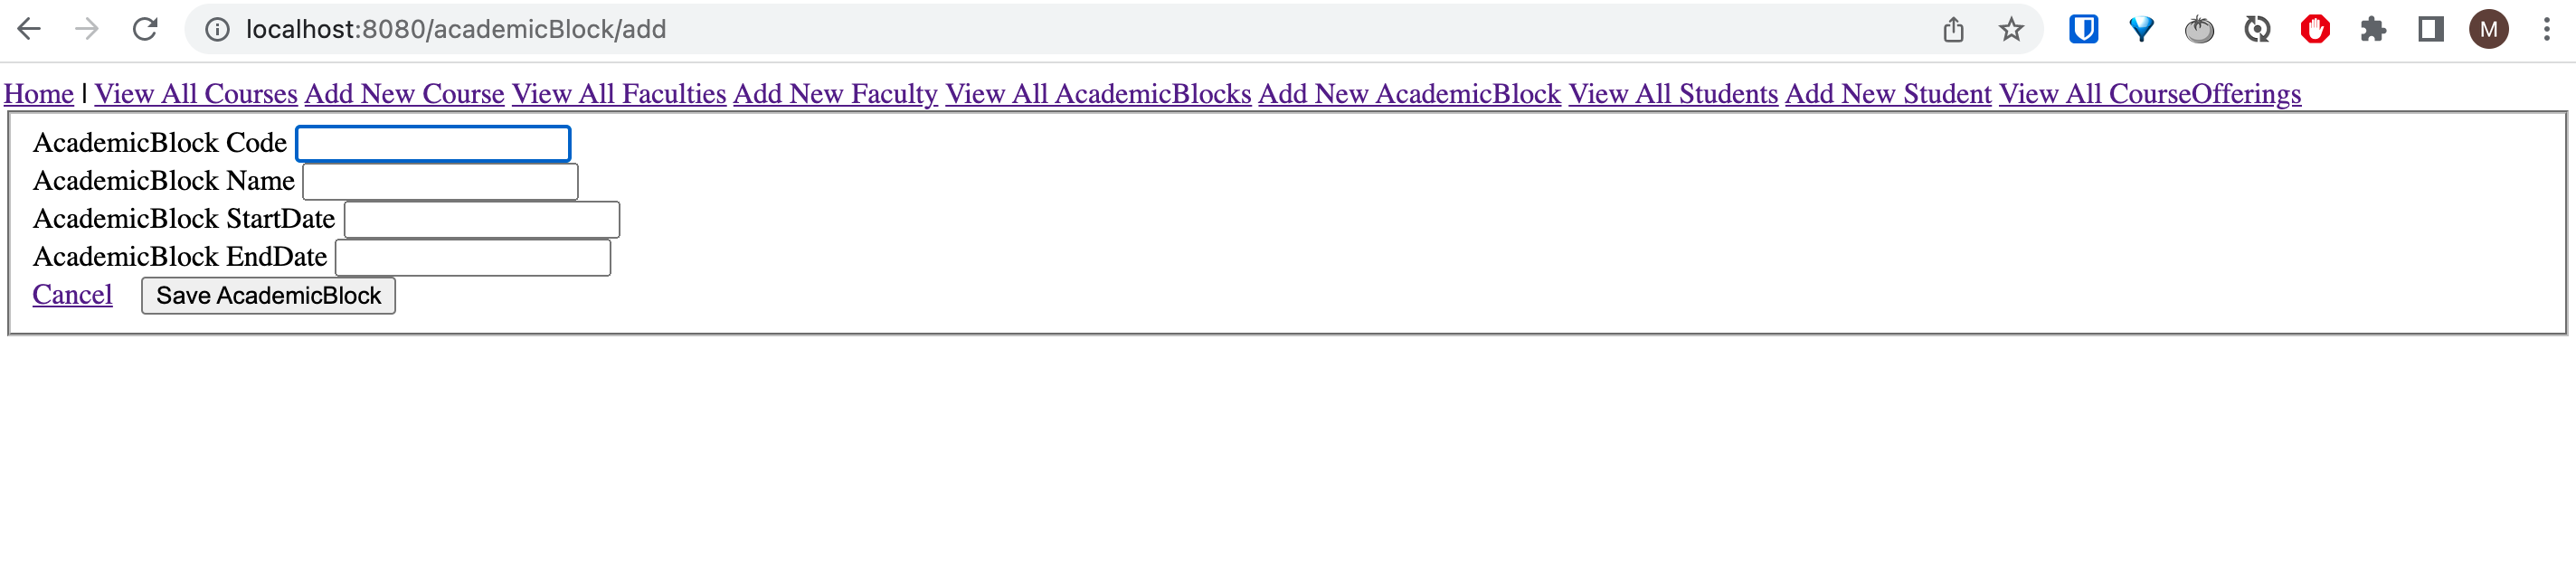 localhost:8080/academicBlock/add
M
Home | View All Courses Add New Course View All Faculties Add New Faculty View All AcademicBlocks Add New AcademicBlock View All Students Add New Student View All CourseOfferings
AcademicBlock Code
AcademicBlock Name
AcademicBlock StartDate
AcademicBlock EndDate
Cancel Save AcademicBlock